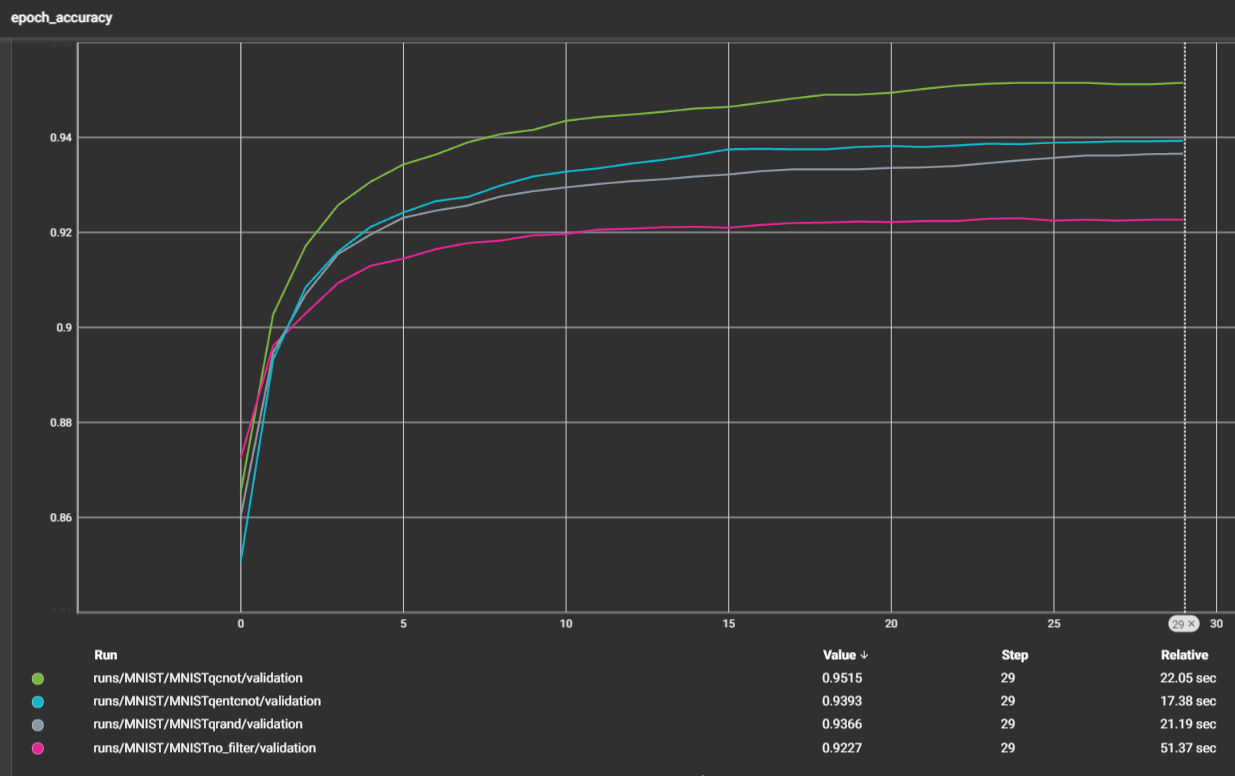 epoch_accuracy
0.94
0.92
0.9
0.88
0.86
0 5 10 15 20 25 29 × 30
Run Value ↓ Step Relative
runs/MNIST/MNISTqcnot/validation 0.9515 29 22.05 sec
runs/MNIST/MNISTqentcnot/validation 0.9393 29 17.38 sec
runs/MNIST/MNISTqrand/validation 0.9366 29 21.19 sec
runs/MNIST/MNISTno_filter/validation 0.9227 29 51.37 sec